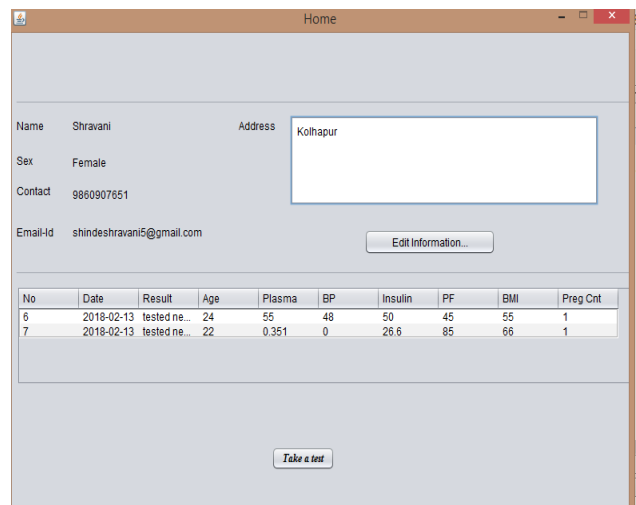 Home
Name Shravani Address Kolhapur
Sex Female
Contact 9860907651
Email-Id shindeshravani5@gmail.com
Edit Information...
No Date Result Age Plasma BP Insulin PF BMI Preg Cnt
6 2018-02-13 tested ne... 24 55 48 50 45 55 1
7 2018-02-13 tested ne... 22 0.351 0 26.6 85 66 1
Take a test